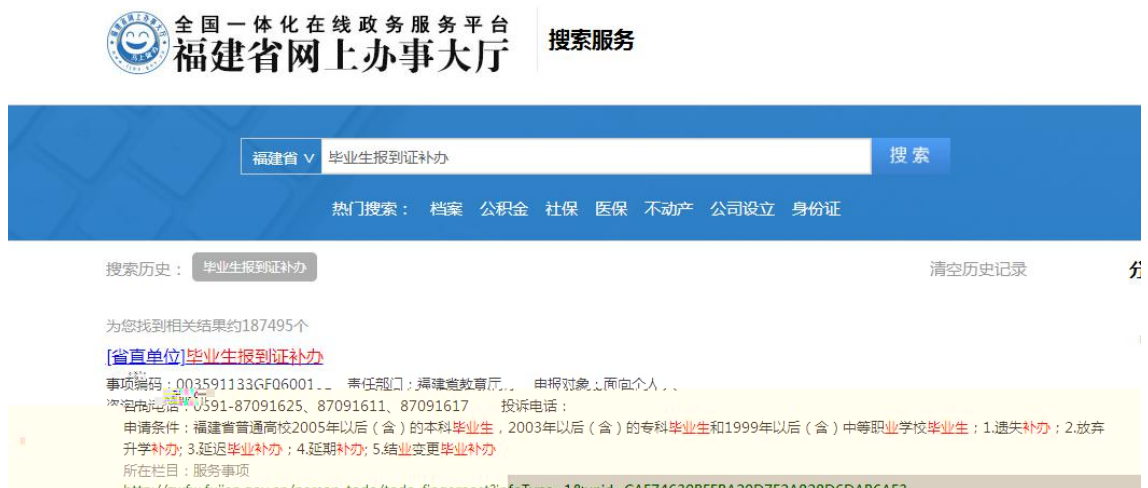 全国一体化在线政务服务平台
福建省网上办事大厅
搜索服务
福建省 毕业生报到证补办 搜索
热门搜索： 档案 公积金 社保 医保 不动产 公司设立 身份证
搜索历史： 毕业生报到证补办 清空历史记录
为您找到相关结果约187495个
[省直单位]毕业生报到证补办
事项编码：003591133GF06001 责任部门：福建省教育厅 申报对象：面向个人
咨询电话：0591-87091625、87091611、87091617 投诉电话：
申请条件：福建省普通高校2005年以后（含）的本科毕业生，2003年以后（含）的专科毕业生和1999年以后（含）中等职业学校毕业生；1.遗失补办；2.放弃
升学补办; 3.延迟毕业补办；4.延期补办; 5.结业变更毕业补办
所在栏目：服务事项